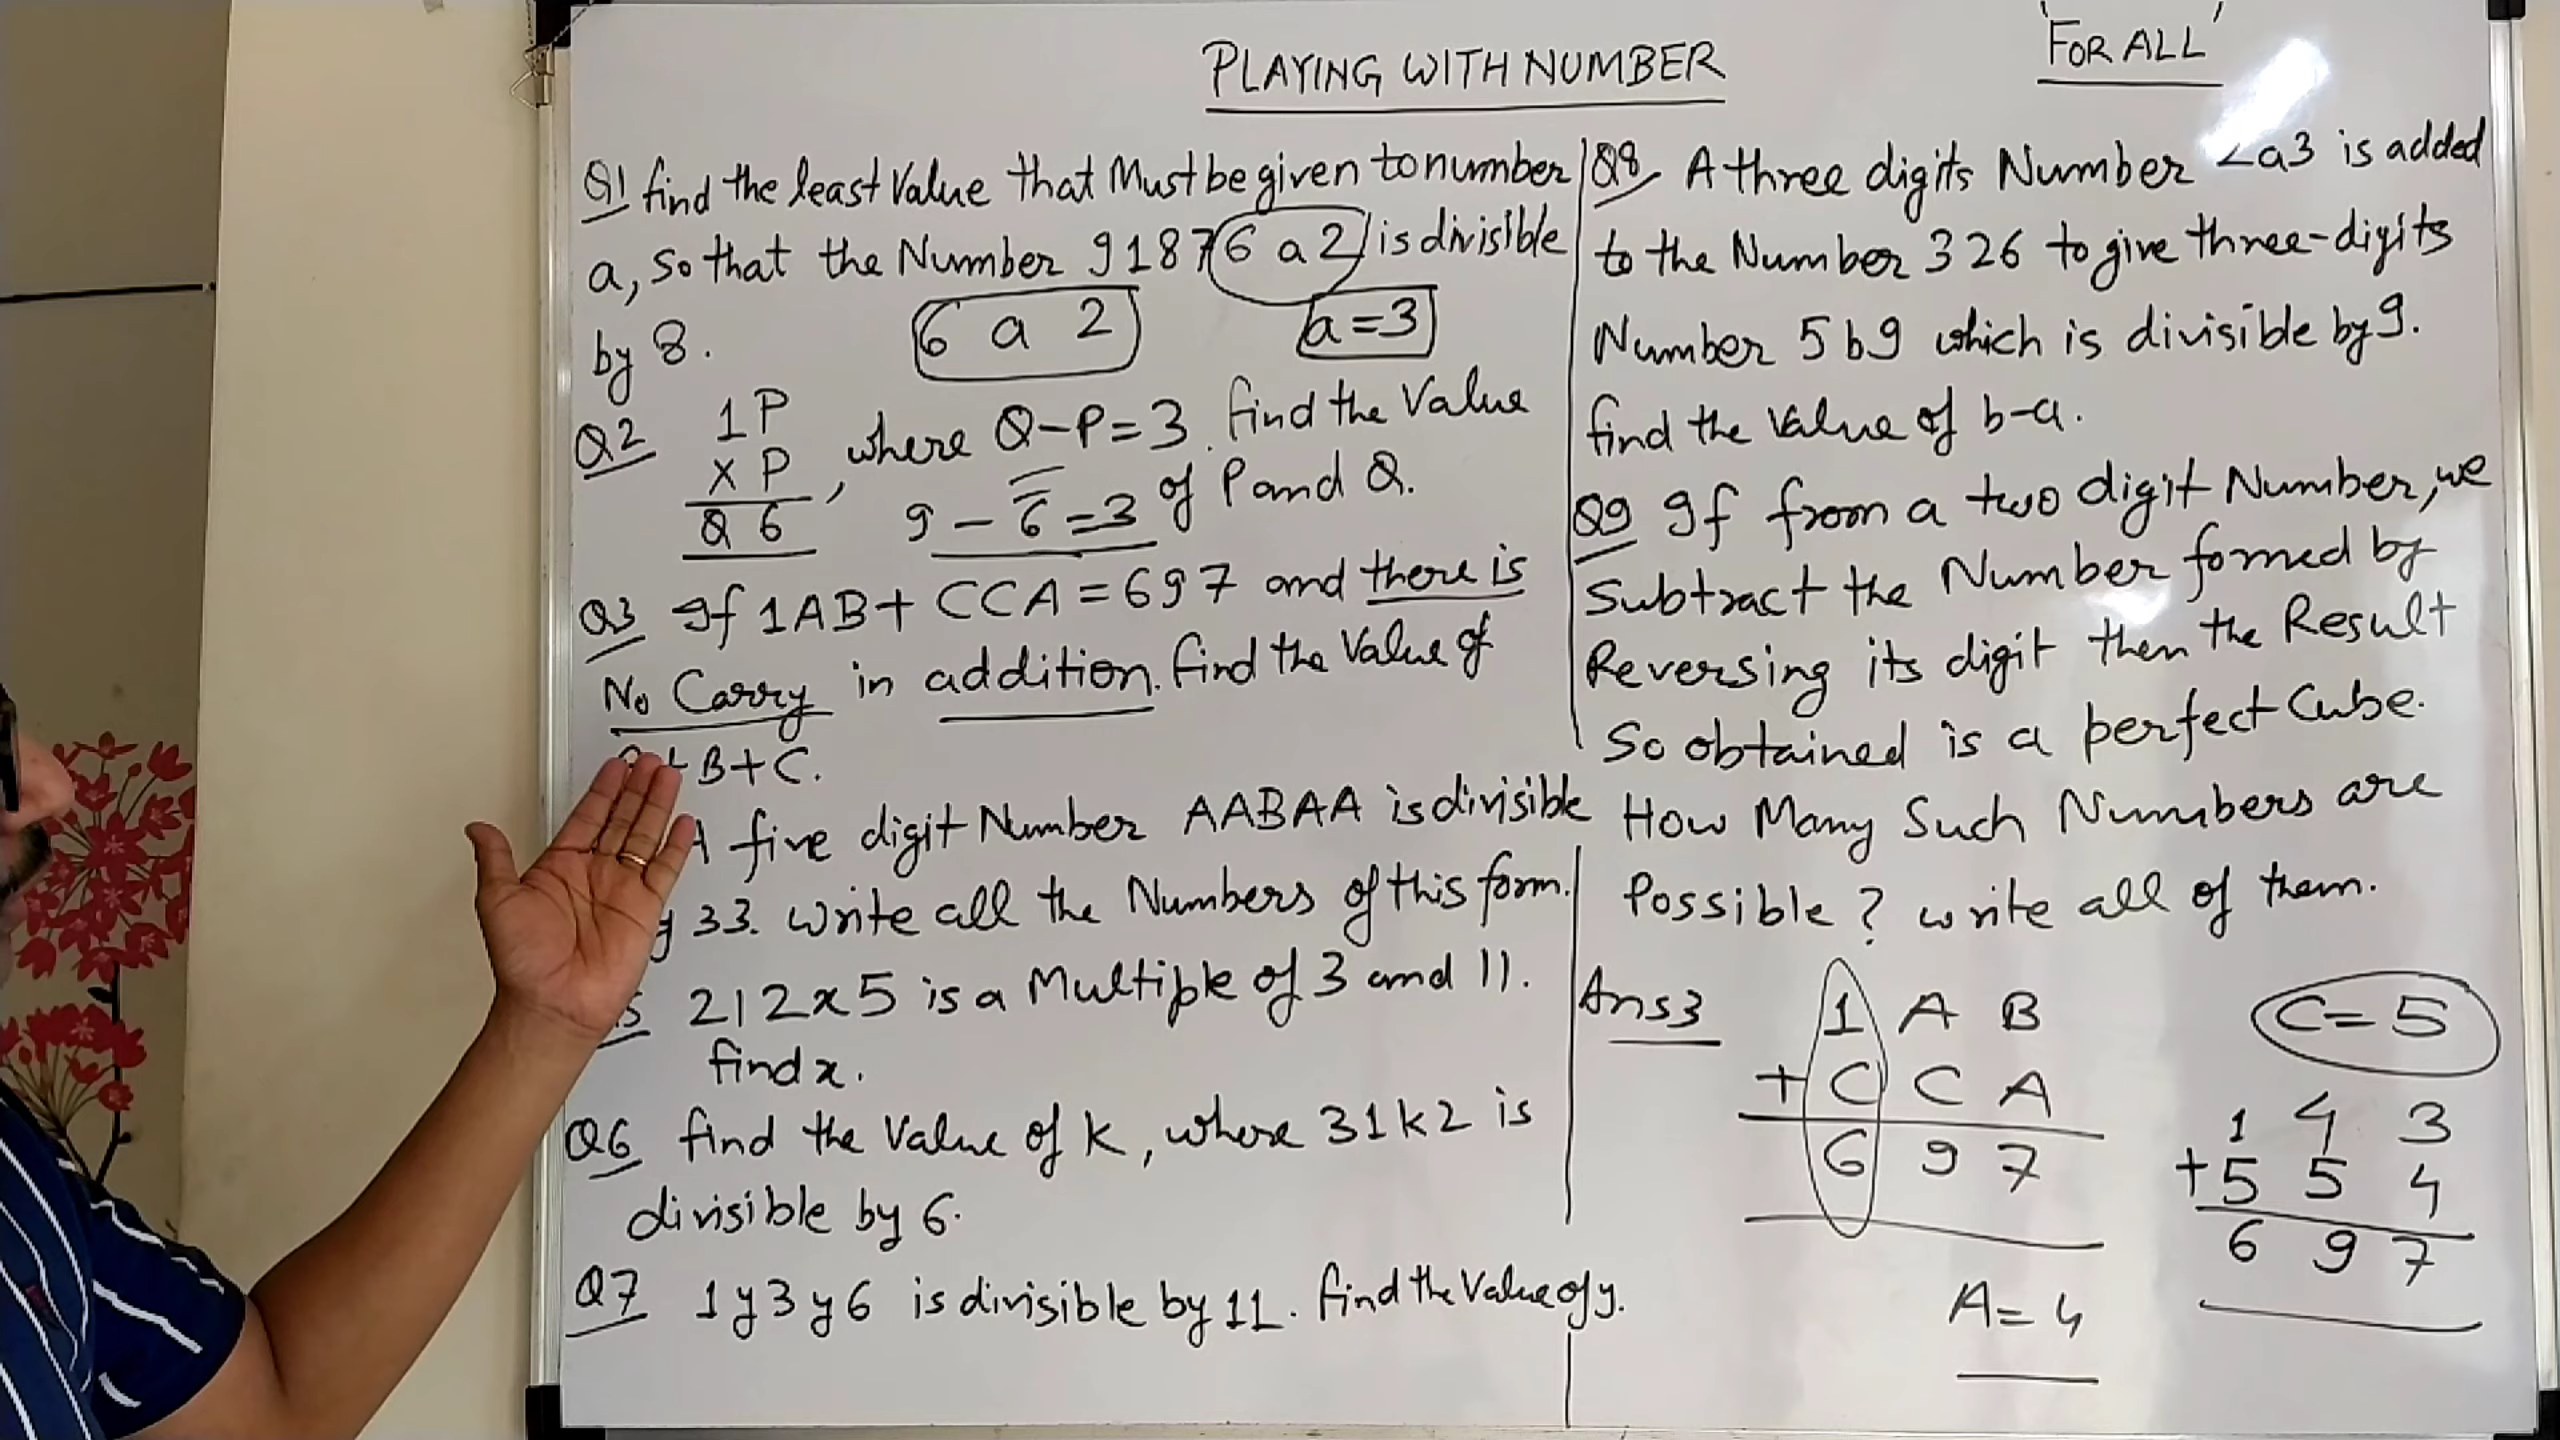 PLAYING WITH NUMBER
'FOR ALL'
Q1 find the least Value that Must be given to number
a, so that the Number 91876a2 is divisible
by 8.
6 a 2
a=3
Q2 1P
×P
Q6
, where Q-P=3. find the Value
of P and Q.
9-6=3
Q3 If 1AB + CCA = 697 and there is
No Carry in addition. find the Value of
+B+C.
A five digit Number AABAA is divisible
y 33. write all the Numbers of this form.
5 212x5 is a Multiple of 3 and 11.
find x.
Q6 find the Value of k, where 31k2 is
divisible by 6.
Q7 1y3y6 is divisible by 11. find the Value of y.
Q8 A three digits Number 2a3 is added
to the Number 326 to give three-digits
Number 5b9 which is divisible by 9.
find the Value of b-a.
Q9 If from a two digit Number, we
Subtract the Number formed by
Reversing its digit then the Result
So obtained is a perfect Cube.
How Many Such Numbers are
Possible? write all of them.
Ans3
1 A B
+ C C A
6 9 7
A=4
C=5
1 4 3
+5 5 4
6 9 7